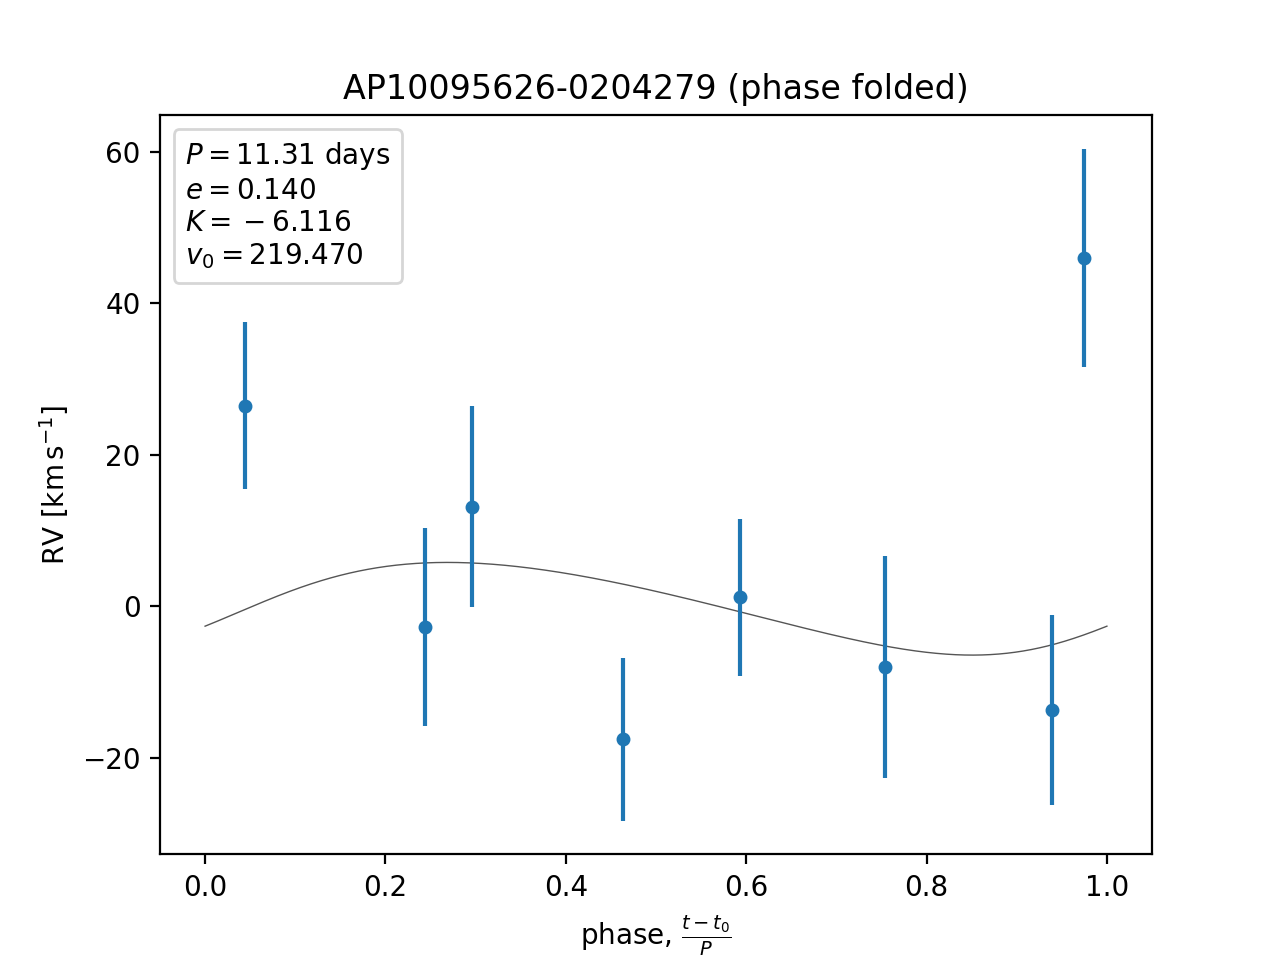 AP10095626-0204279 (phase folded)
P = 11.31 days
e = 0.140
K = −6.116
v₀ = 219.470
60
40
20
0
−20
RV [km s⁻¹]
0.0 0.2 0.4 0.6 0.8 1.0
phase, (t − t₀)/P